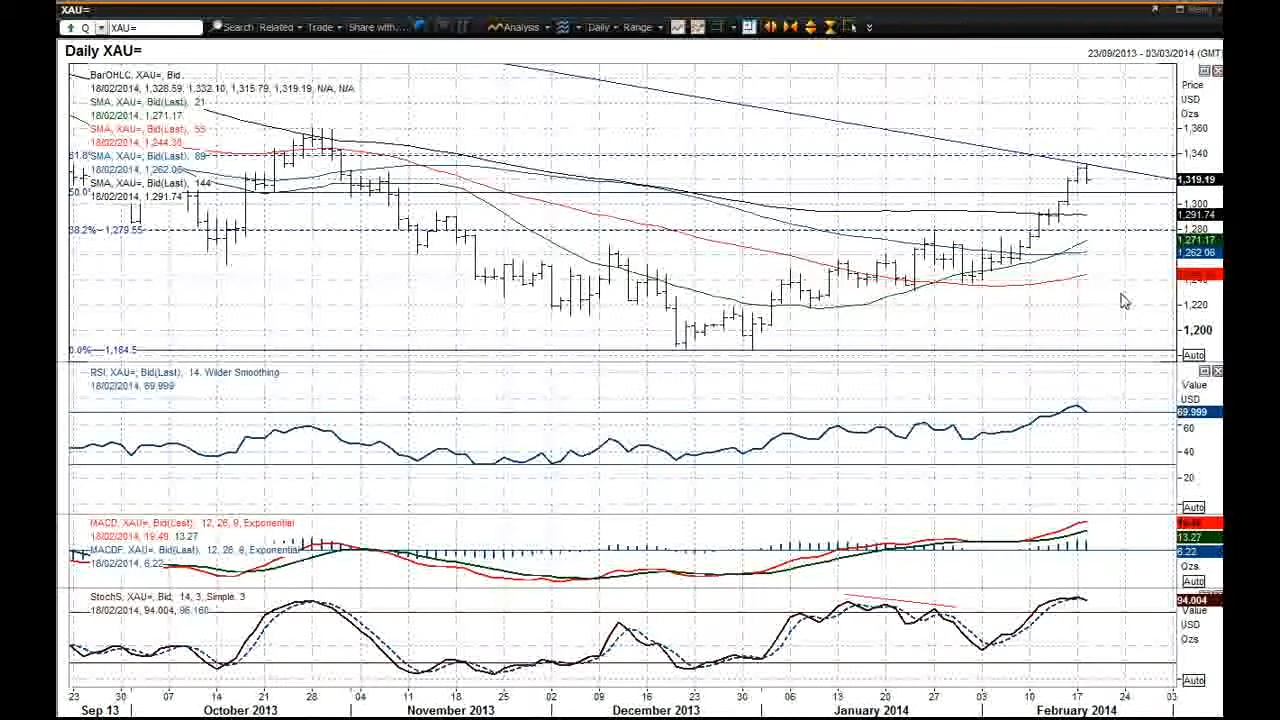 XAU=
Q XAU= Search Related Trade Share with... Analysis Daily Range
Daily XAU= 23/09/2013 - 03/03/2014 (GMT)
BarOHLC, XAU=, Bid
18/02/2014, 1,328.59, 1,332.10, 1,315.79, 1,319.19, N/A, N/A
SMA, XAU=, Bid(Last), 21
18/02/2014, 1,271.17
SMA, XAU=, Bid(Last), 55
18/02/2014, 1,244.30
61.8% SMA, XAU=, Bid(Last), 89
18/02/2014, 1,262.06
SMA, XAU=, Bid(Last), 144
50.0%
18/02/2014, 1,291.74
38.2% 1,279.55
0.0% 1,184.5
Price
USD
Ozs
1,360
1,340
1,319.19
1,300
1,291.74
1,280
1,271.17
1,262.06
1,240
1,220
1,200
Auto
RSI, XAU=, Bid(Last), 14, Wilder Smoothing
18/02/2014, 69.999
Value
USD
69.999
60
40
20
Auto
MACD, XAU=, Bid(Last), 12, 26, 9, Exponential
18/02/2014, 19.49, 13.27
MACDF, XAU=, Bid(Last), 12, 26, 9, Exponential
18/02/2014, 6.22
13.27
6.22
Ozs.
Auto
StochS, XAU=, Bid, 14, 3, Simple, 3
18/02/2014, 94.004, 96.160
94.004
Value
USD
Ozs
Auto
23 30 07 14 21 28 04 11 18 25 02 09 16 23 30 06 13 20 27 03 10 17 24 03
Sep 13 October 2013 November 2013 December 2013 January 2014 February 2014